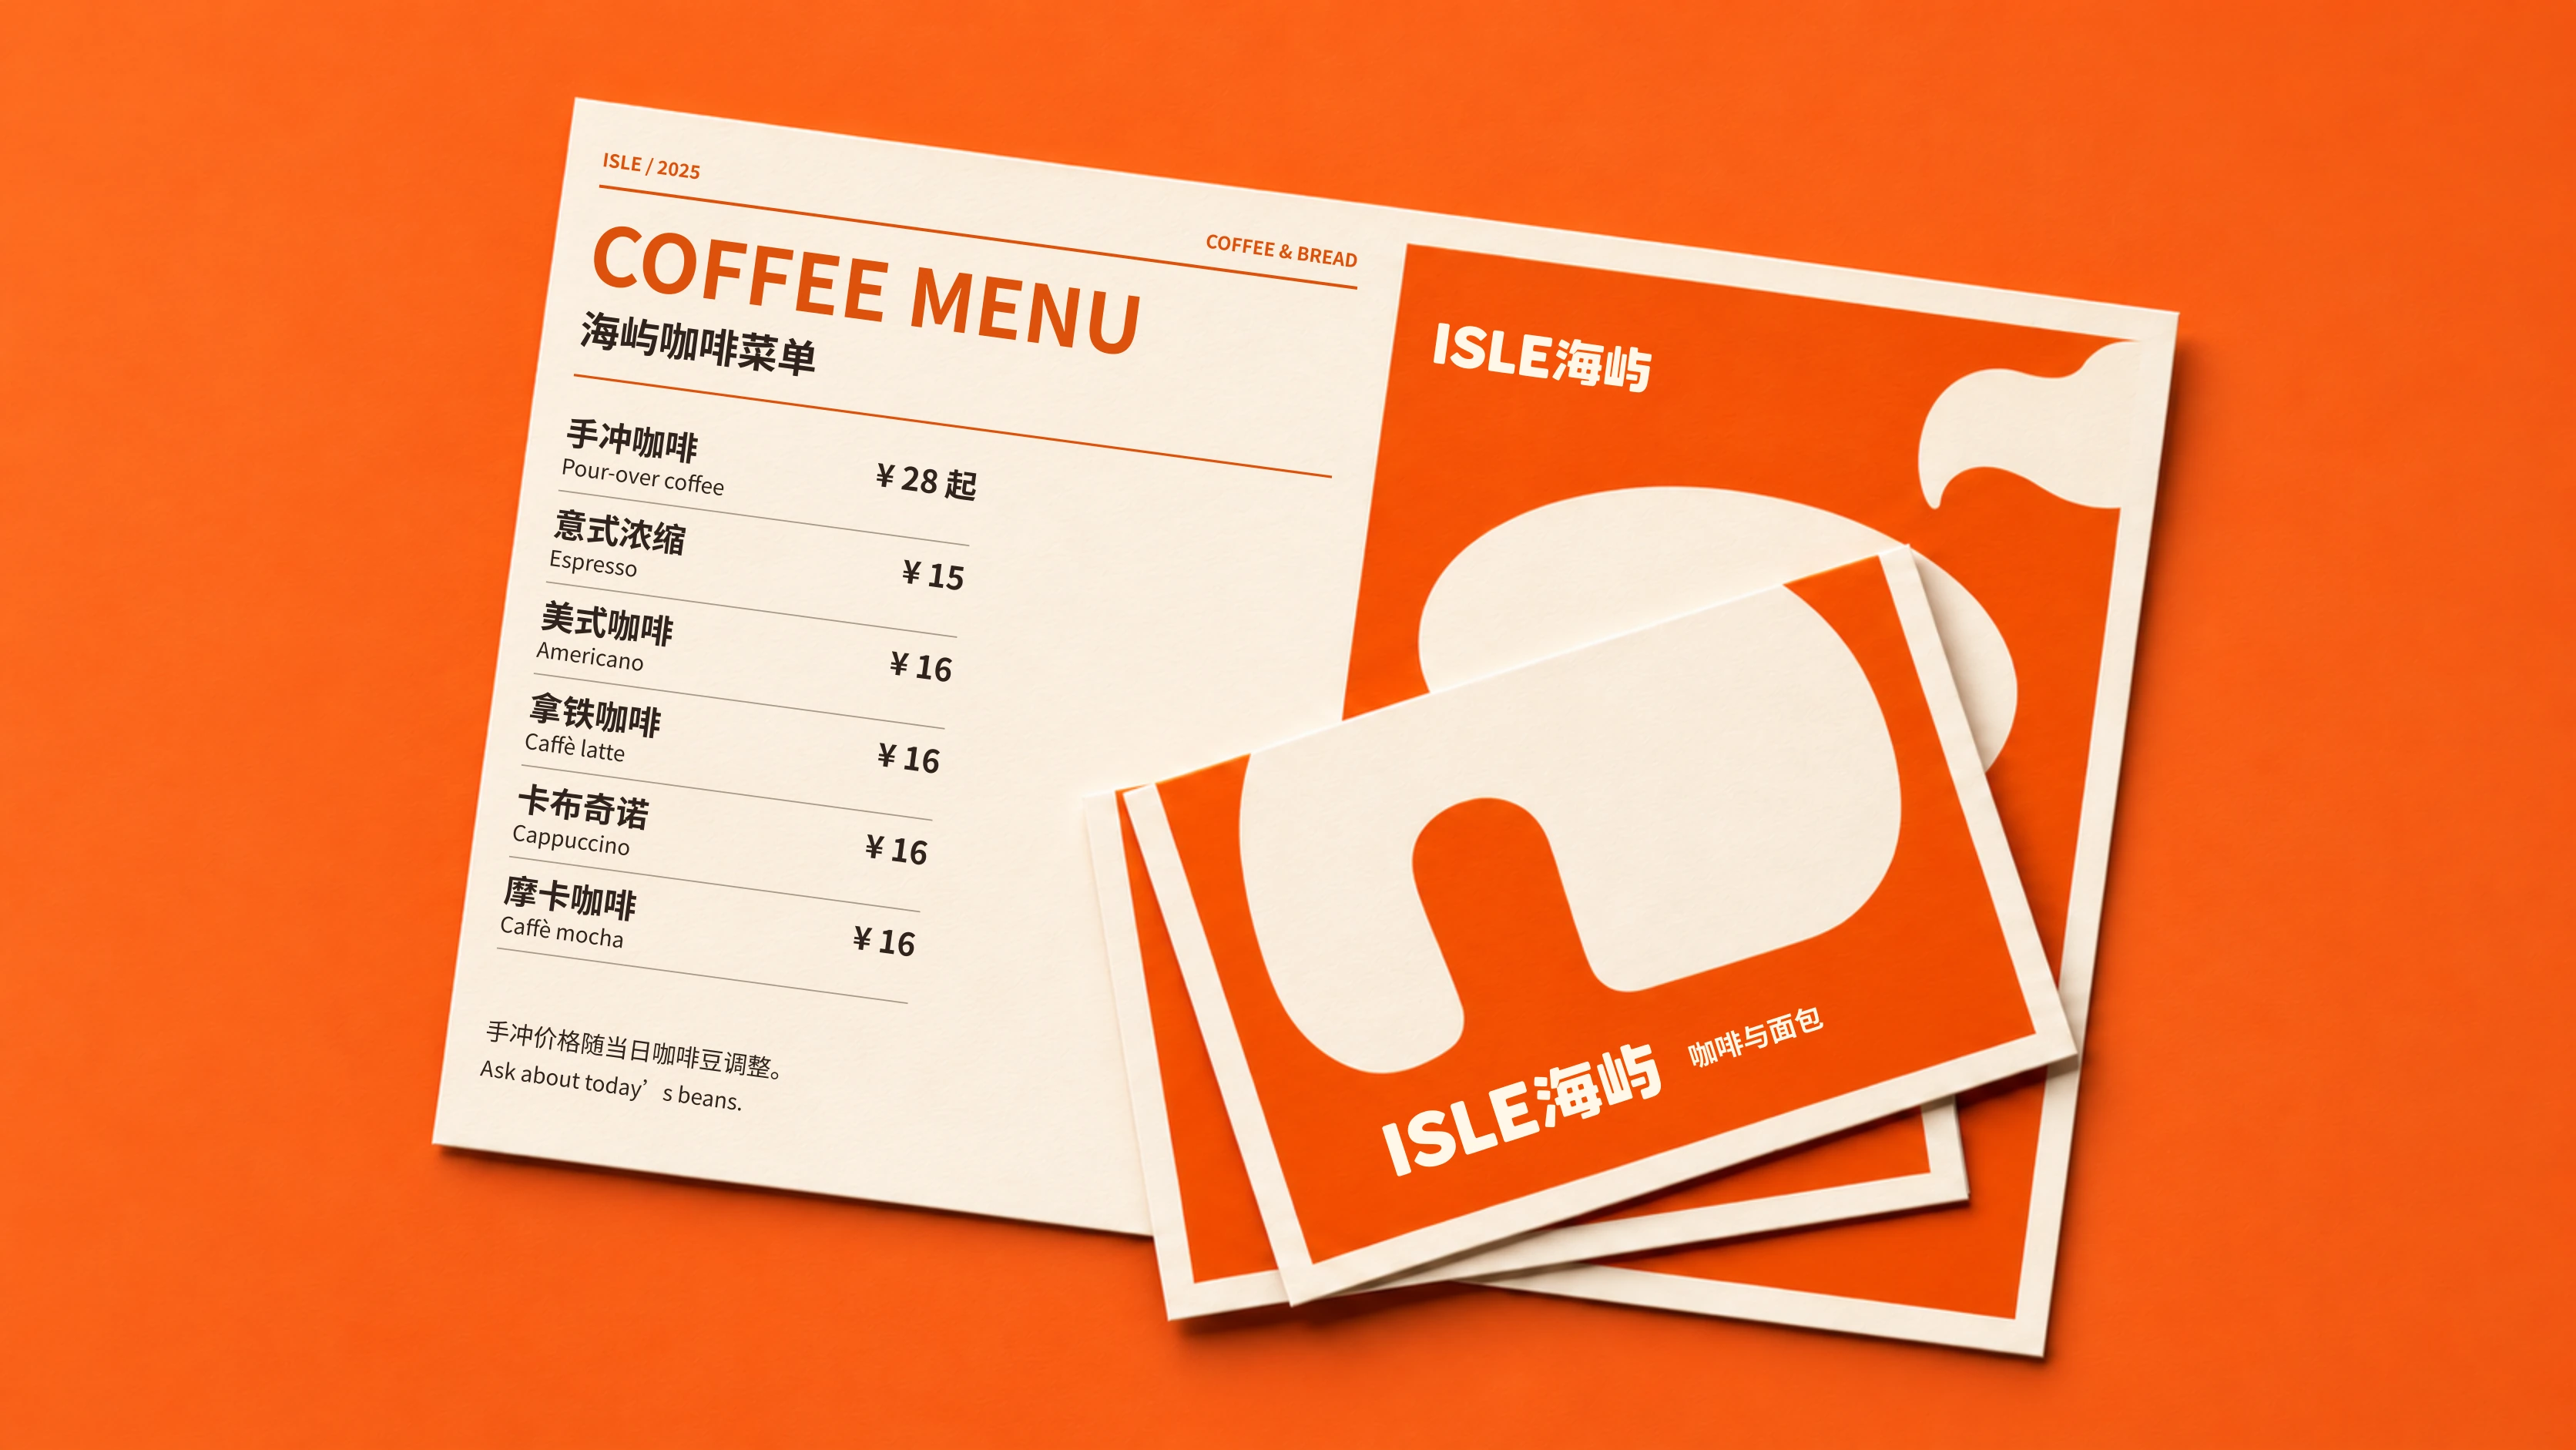 ISLE / 2025
COFFEE & BREAD
COFFEE MENU
海屿咖啡菜单
手冲咖啡
Pour-over coffee
¥ 28 起
意式浓缩
Espresso
¥ 15
美式咖啡
Americano
¥ 16
拿铁咖啡
Caffè latte
¥ 16
卡布奇诺
Cappuccino
¥ 16
摩卡咖啡
Caffè mocha
¥ 16
手冲价格随当日咖啡豆调整。
Ask about today’s beans.
ISLE海屿
ISLE海屿 咖啡与面包